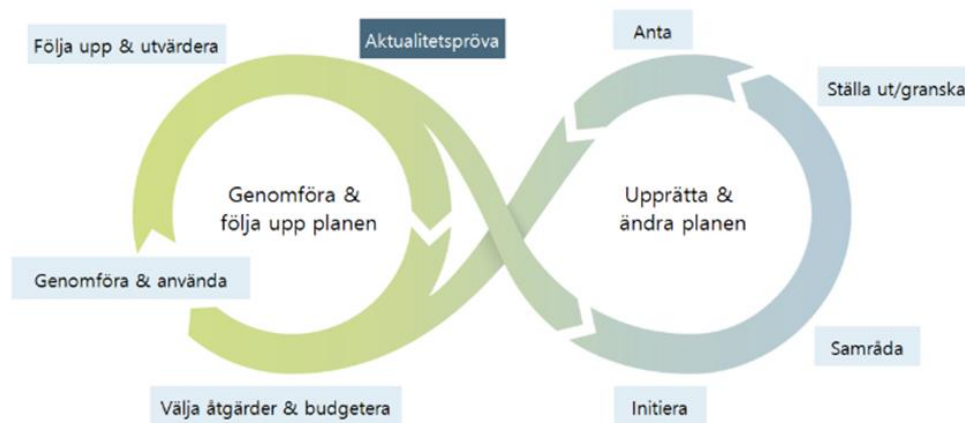 Följa upp & utvärdera
Aktualitetspröva
Anta
Ställa ut/granska
Genomföra &
följa upp planen
Upprätta &
ändra planen
Genomföra & använda
Samråda
Välja åtgärder & budgetera
Initiera